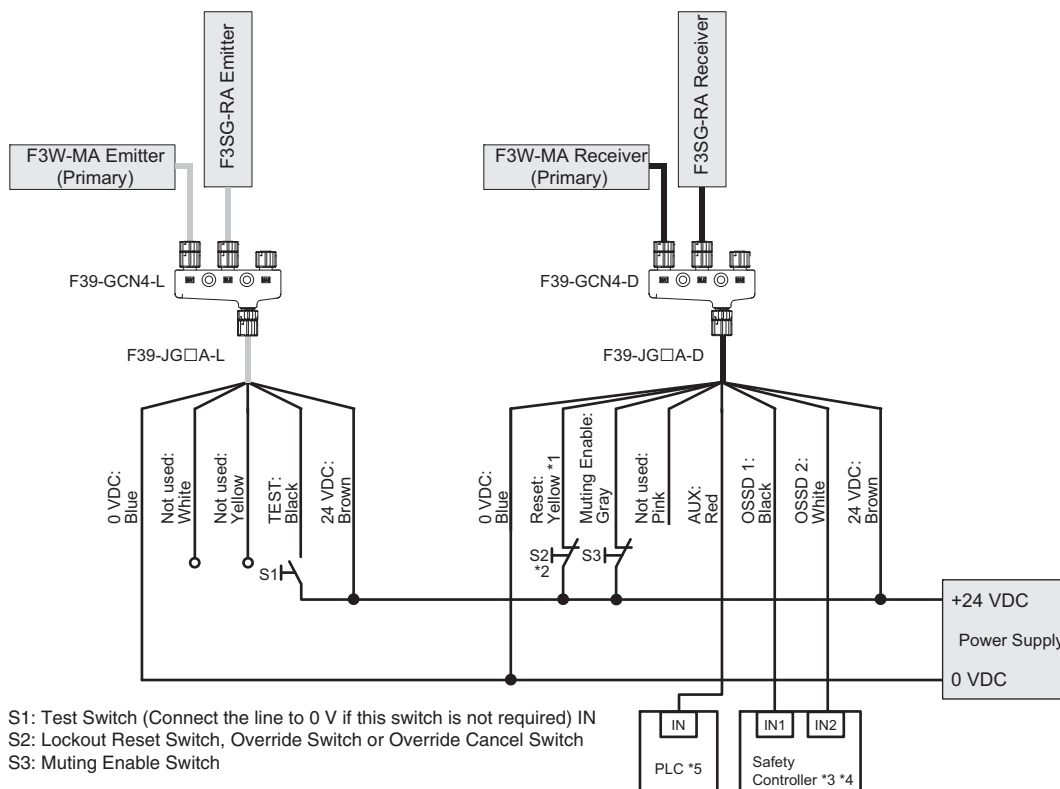 F3SG-RA Emitter
F3W-MA Emitter
(Primary)
F39-GCN4-L
F39-JG□A-L
0 VDC:
Blue
Not used:
White
Not used:
Yellow
TEST:
Black
24 VDC:
Brown
S1
F3SG-RA Receiver
F3W-MA Receiver
(Primary)
F39-GCN4-D
F39-JG□A-D
0 VDC:
Blue
Reset:
Yellow *1
Muting Enable:
Gray
Not used:
Pink
AUX:
Red
OSSD 1:
Black
OSSD 2:
White
24 VDC:
Brown
S2
*2
S3
+24 VDC
Power Supply
0 VDC
S1: Test Switch (Connect the line to 0 V if this switch is not required) IN
S2: Lockout Reset Switch, Override Switch or Override Cancel Switch
S3: Muting Enable Switch
IN
PLC *5
IN1
IN2
Safety
Controller *3 *4